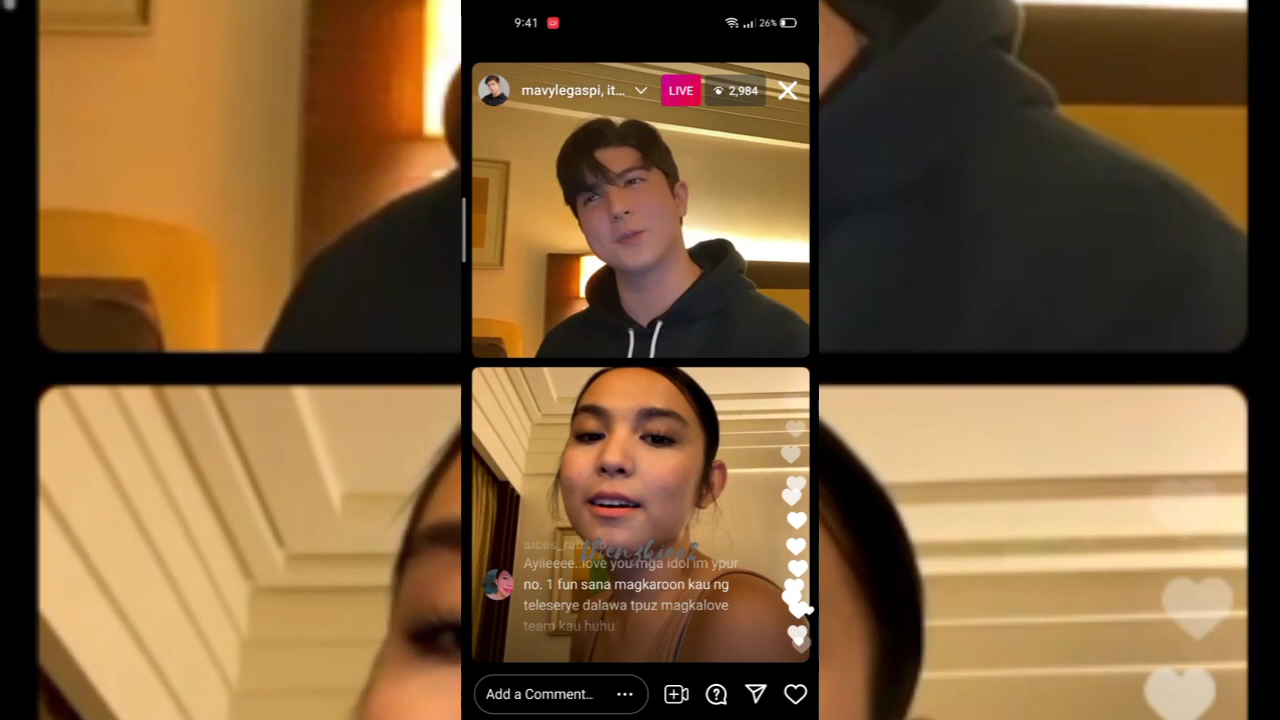 9:41
26%
mavylegaspi, it...
LIVE
2,984
Ayiieeee..love you mga idol im ypur
no. 1 fun sana magkaroon kau ng
teleserye dalawa tpuz magkalove
team kau huhu
Add a Comment...